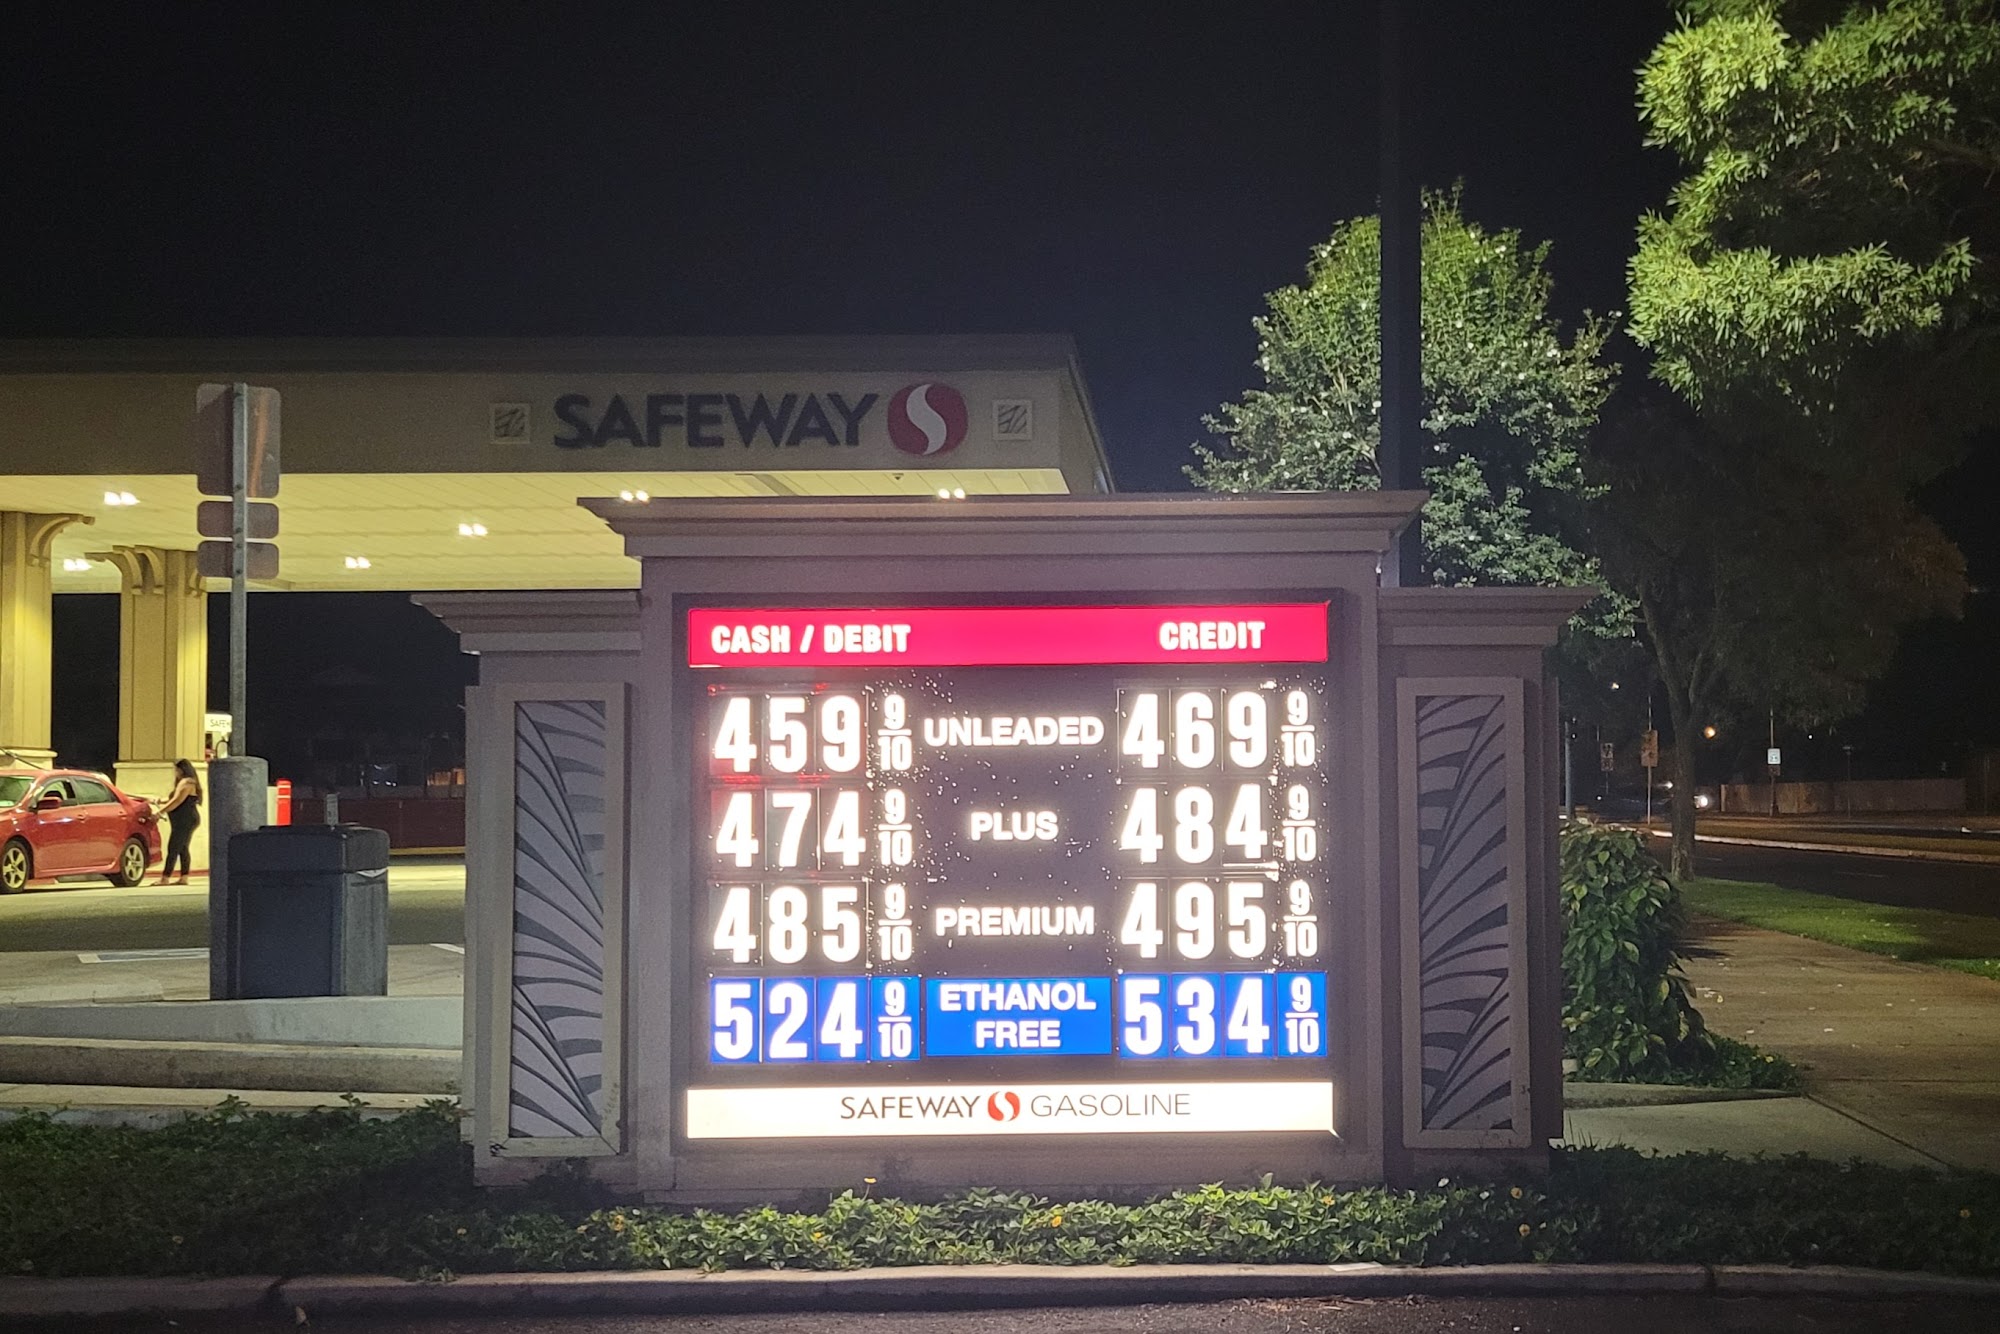 SAFEWAY
CASH / DEBIT CREDIT
459 9/10 UNLEADED 469 9/10
474 9/10 PLUS 484 9/10
485 9/10 PREMIUM 495 9/10
524 9/10 ETHANOL FREE 534 9/10
SAFEWAY GASOLINE